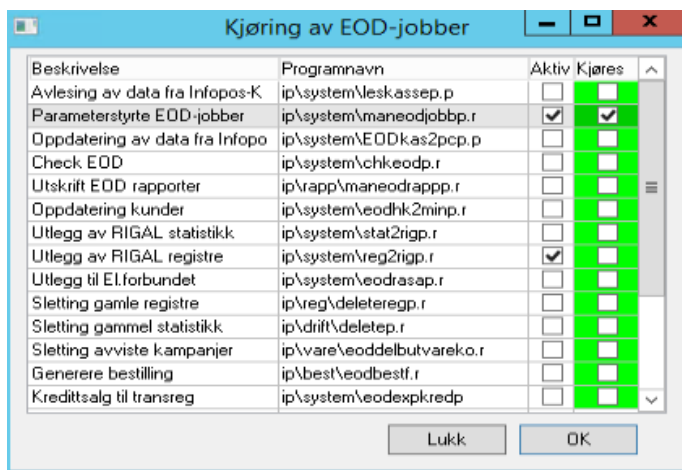 Kjøring av EOD-jobber
Beskrivelse Programnavn Aktiv Kjøres
Avlesing av data fra Infopos-K ip\system\leskassep.p
Parameterstyrte EOD-jobber ip\system\maneodjobbp.r
Oppdatering av data fra Infopo ip\system\EODkas2pcp.p
Check EOD ip\system\chkeodp.r
Utskrift EOD rapporter ip\rapp\maneodrappp.r
Oppdatering kunder ip\system\eodhk2minp.r
Utlegg av RIGAL statistikk ip\system\stat2rigp.r
Utlegg av RIGAL registre ip\system\reg2rigp.r
Utlegg til El.forbundet ip\system\eodrasap.r
Sletting gamle registre ip\reg\deleteregp.r
Sletting gammel statistikk ip\drift\deletep.r
Sletting avviste kampanjer ip\vare\eoddelbutvareko.r
Generere bestilling ip\best\eodbestf.r
Kredittsalg til transreg ip\system\eodexpkredp
Lukk OK